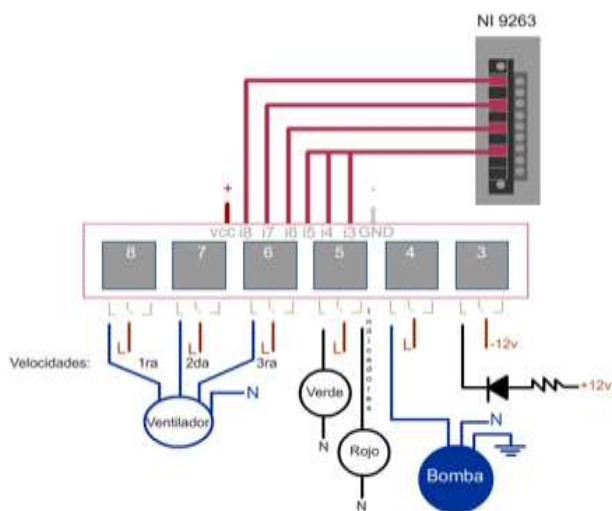 NI 9263
+ -
vcc i8 i7 i6 i5 i4 i3 GND
8 7 6 5 4 3
L L L L L -12v
Velocidades: 1ra 2da 3ra
Indicadores
+12v
Verde
N
N
Ventilador
Rojo
Bomba
N
N